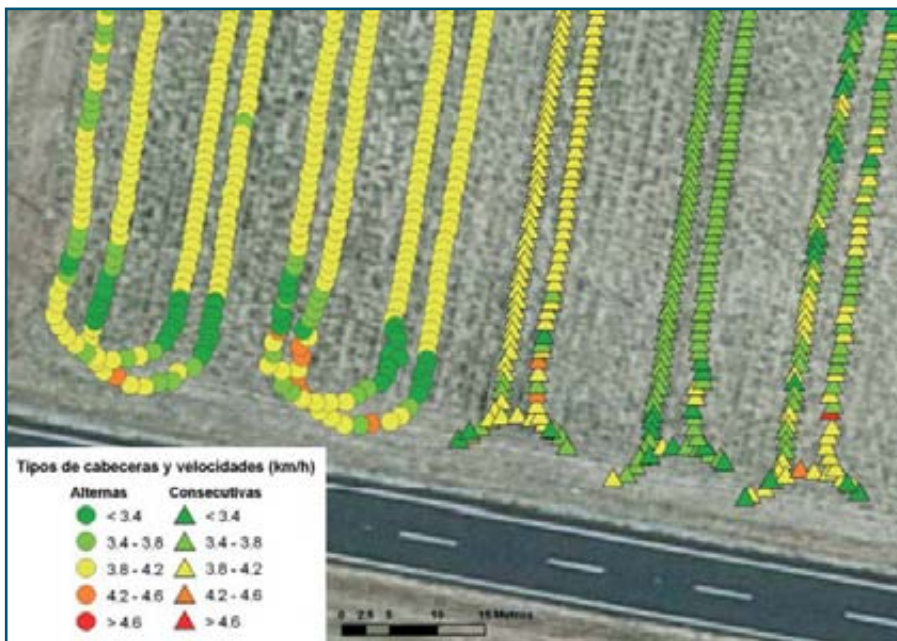 Tipos de cabeceras y velocidades (km/h)
Alternas Consecutivas
< 3.4 < 3.4
3.4 - 3.8 3.4 - 3.8
3.8 - 4.2 3.8 - 4.2
4.2 - 4.6 4.2 - 4.6
> 4.6 > 4.6
0 2.5 5 10 15 Metros